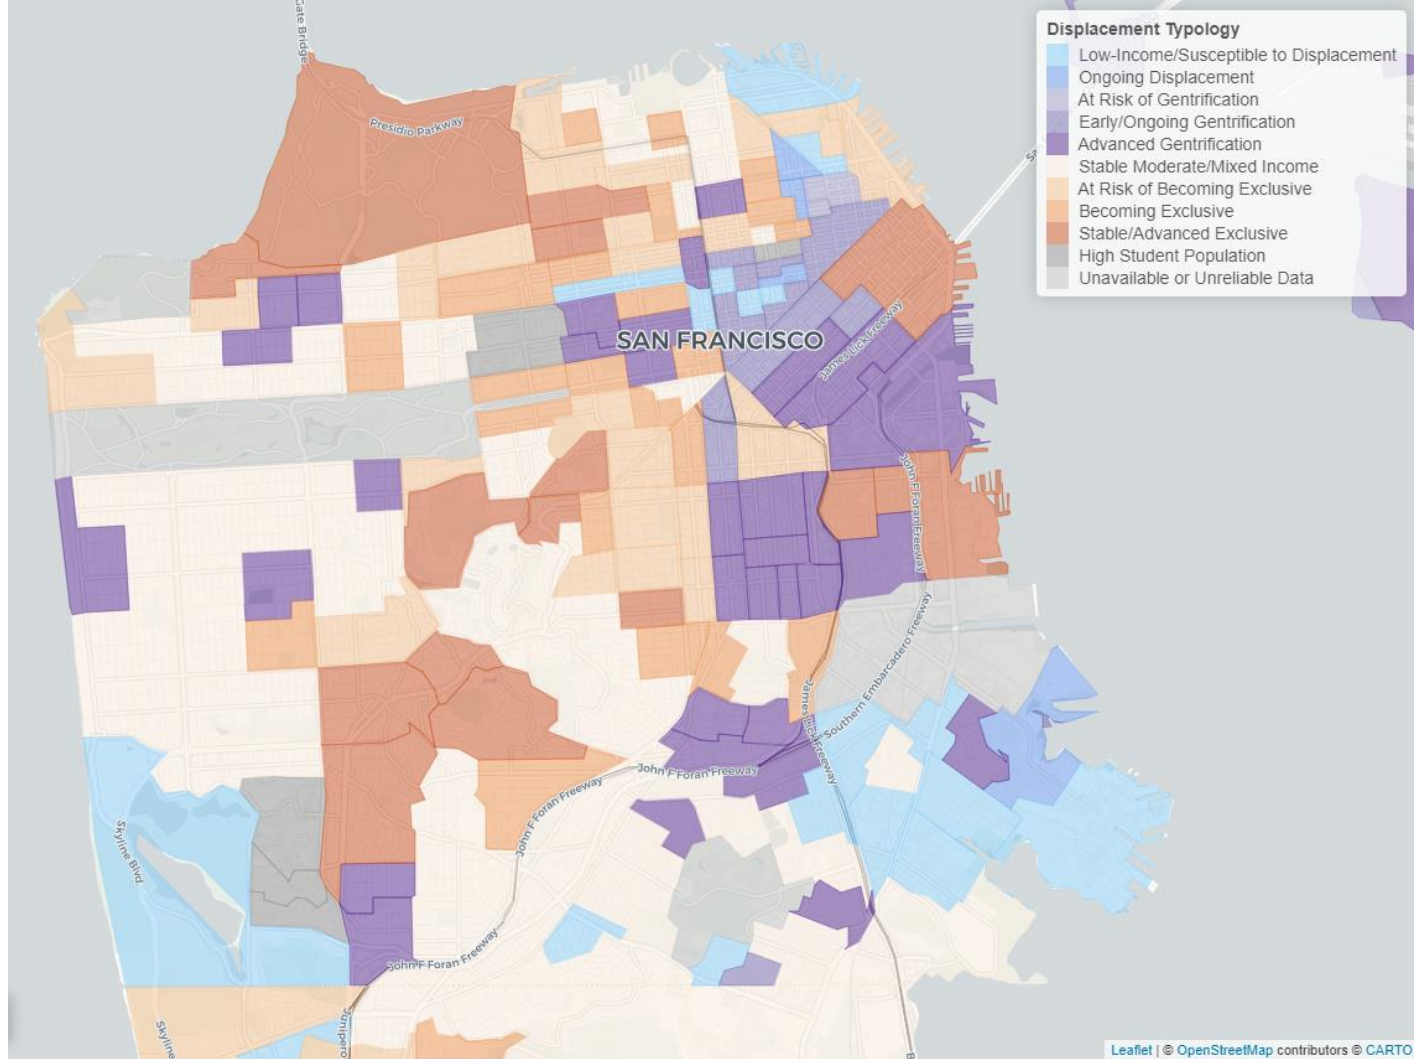 Gate Bridge
Presidio Parkway
Displacement Typology
Low-Income/Susceptible to Displacement
Ongoing Displacement
At Risk of Gentrification
Early/Ongoing Gentrification
Advanced Gentrification
Stable Moderate/Mixed Income
At Risk of Becoming Exclusive
Becoming Exclusive
Stable/Advanced Exclusive
High Student Population
Unavailable or Unreliable Data
SAN FRANCISCO
James Lick Freeway
John F Foran Freeway
Southern Embarcadero Freeway
James Lick Freeway
John F Foran Freeway
John F Foran Freeway
Skyline Blvd
John F Foran Freeway
Skyline
Junipero
Leaflet | © OpenStreetMap contributors © CARTO